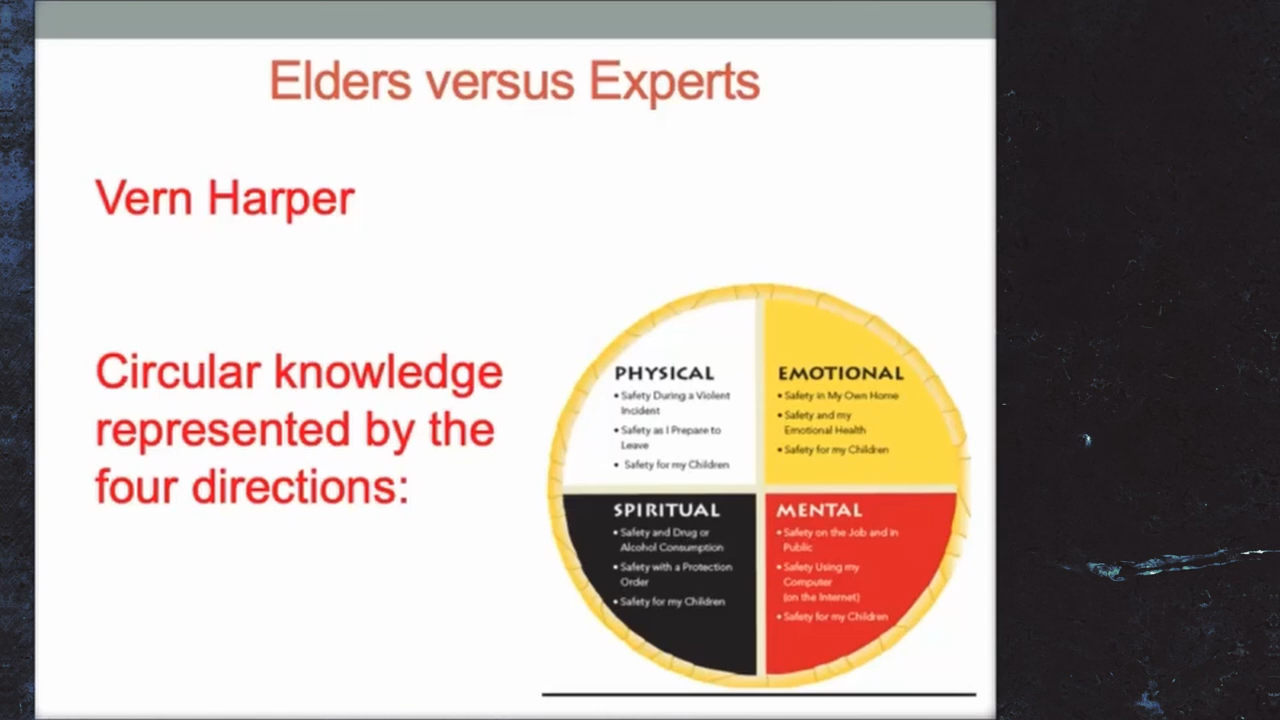 Elders versus Experts
Vern Harper
Circular knowledge
represented by the
four directions:
PHYSICAL
• Safety During a Violent
Incident
• Safety as I Prepare to
Leave
• Safety for my Children
EMOTIONAL
• Safety in My Own Home
• Safety and my
Emotional Health
• Safety for my Children
SPIRITUAL
• Safety and Drug or
Alcohol Consumption
• Safety with a Protection
Order
• Safety for my Children
MENTAL
• Safety on the Job and in
Public
• Safety Using my
Computer
(on the Internet)
• Safety for my Children